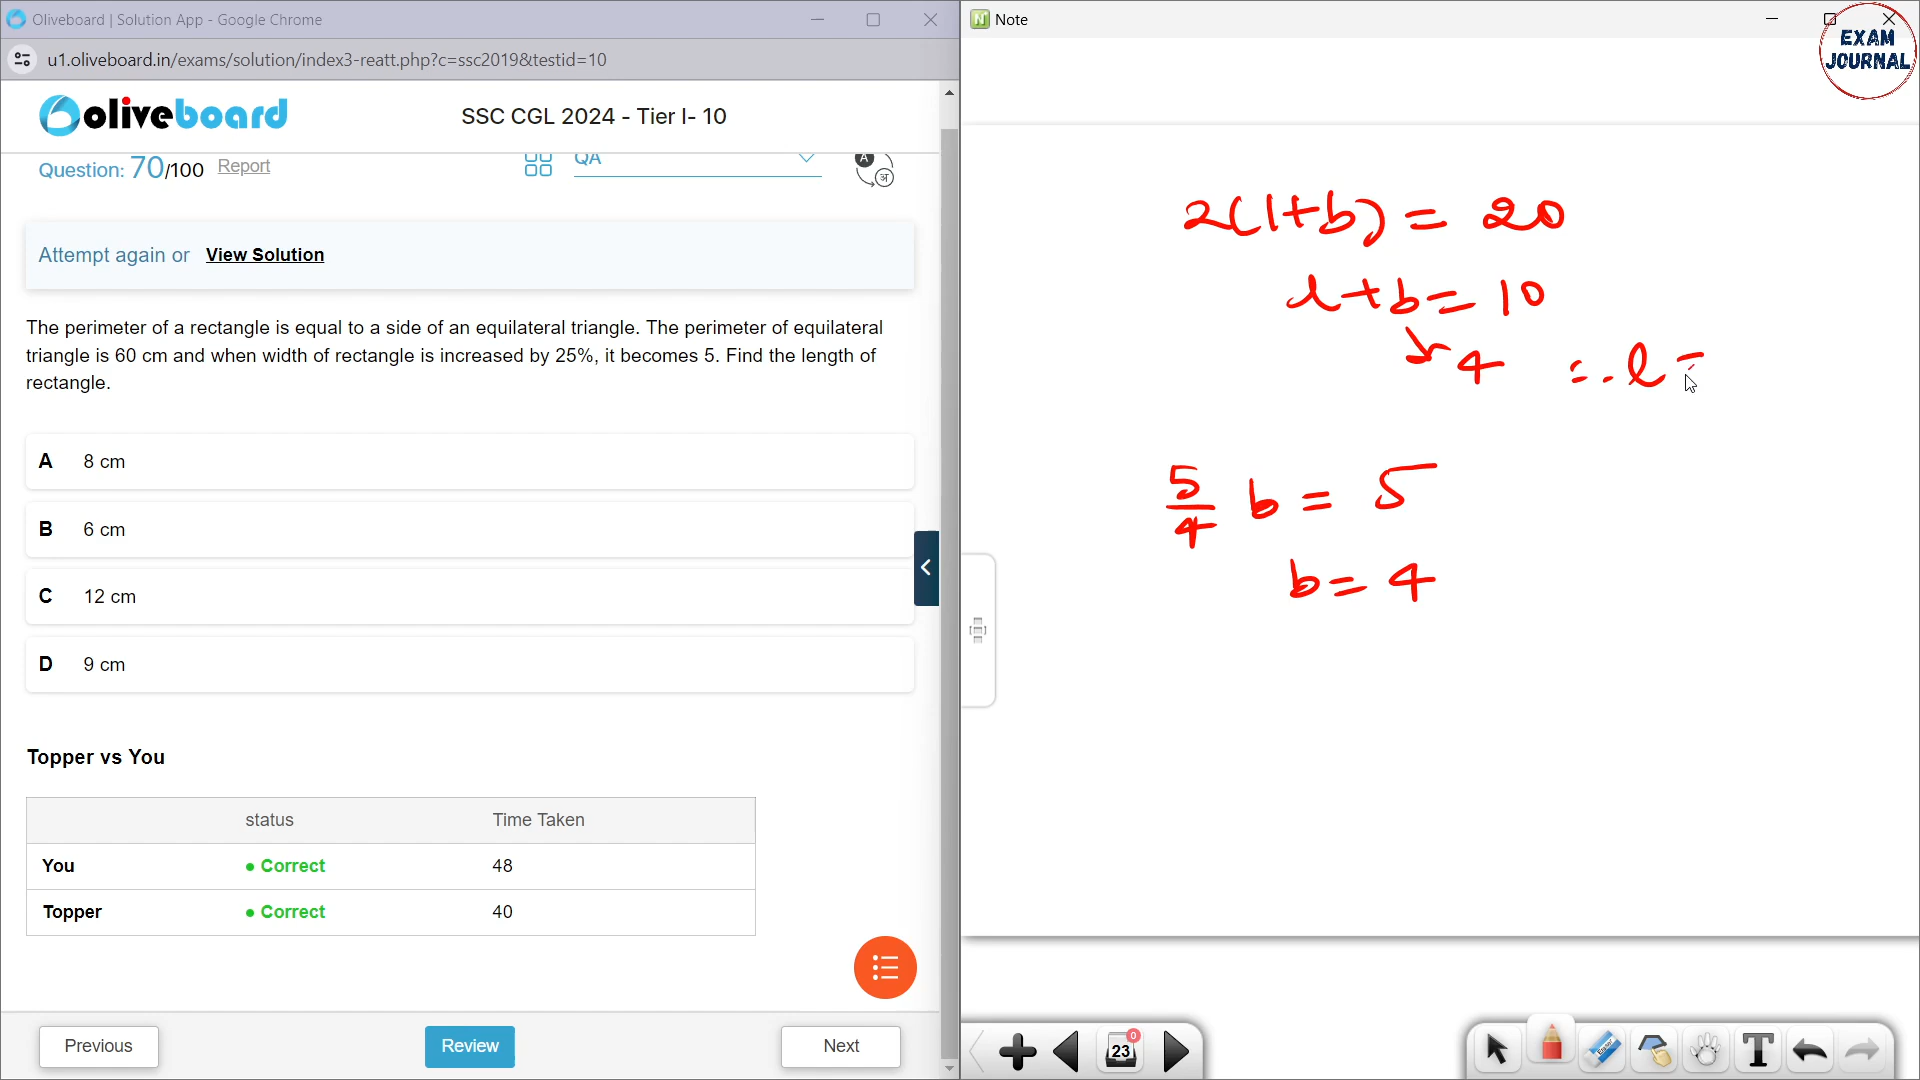 Oliveboard | Solution App - Google Chrome
u1.oliveboard.in/exams/solution/index3-reatt.php?c=ssc2019&testid=10
oliveboard
SSC CGL 2024 - Tier I- 10
Question: 70/100 Report
QA
A
अ
Attempt again or View Solution
The perimeter of a rectangle is equal to a side of an equilateral triangle. The perimeter of equilateral
triangle is 60 cm and when width of rectangle is increased by 25%, it becomes 5. Find the length of
rectangle.
A 8 cm
B 6 cm
C 12 cm
D 9 cm
Topper vs You
status Time Taken
You • Correct 48
Topper • Correct 40
Previous Review Next
N Note
EXAM
JOURNAL
2(l+b) = 20
l+b = 10
4 ∴ l =
5/4 b = 5
b = 4
23
0
T